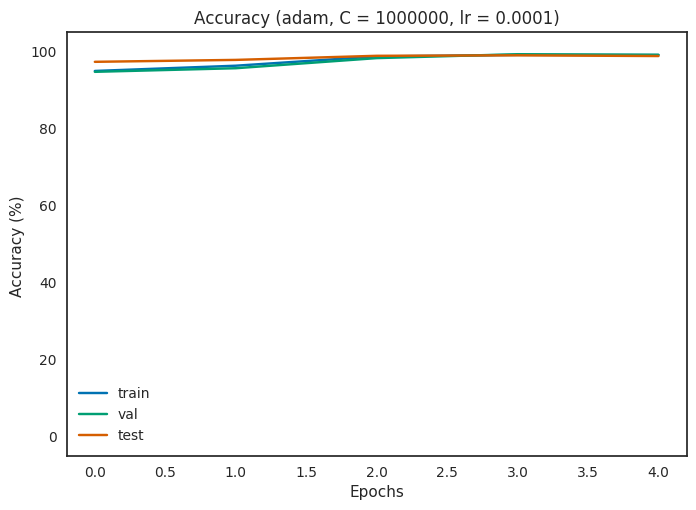 Accuracy (adam, C = 1000000, lr = 0.0001)
Accuracy (%)
100
80
60
40
20
0
train
val
test
0.0 0.5 1.0 1.5 2.0 2.5 3.0 3.5 4.0
Epochs